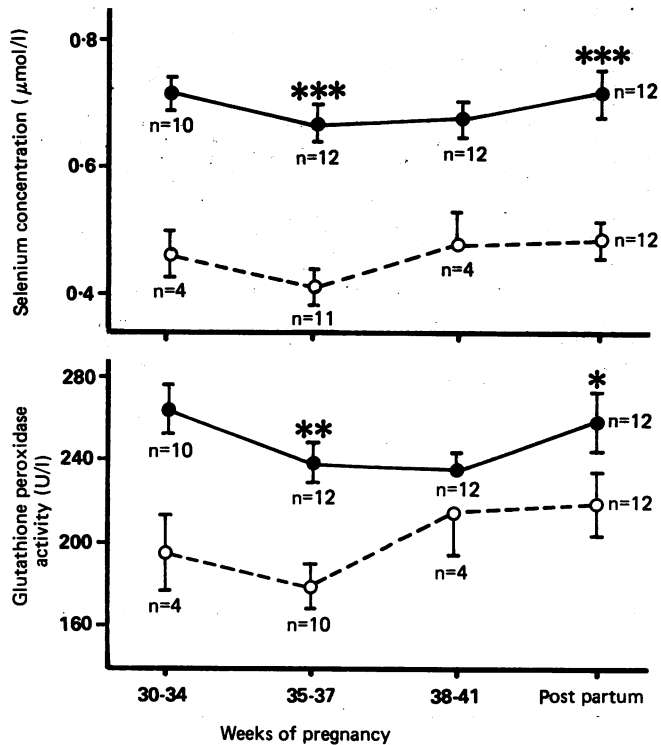 Selenium concentration (μmol/l)
0·8
0·6
0·4
***
***
n=10
n=12
n=12
n=12
n=4
n=11
n=4
n=12
Glutathione peroxidase
activity (U/l)
280
240
200
160
**
*
n=10
n=12
n=12
n=12
n=4
n=10
n=4
n=12
30-34
35-37
38-41
Post partum
Weeks of pregnancy